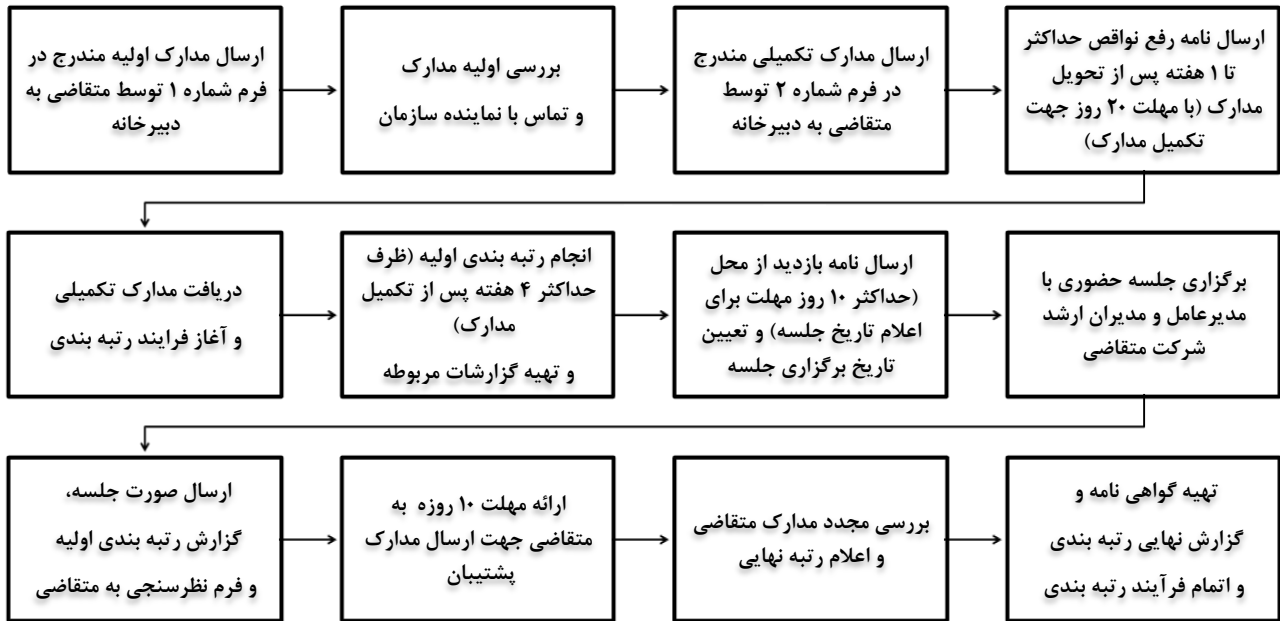 ارسال مدارک اولیه مندرج در
فرم شماره ۱ توسط متقاضی به
دبیرخانه
بررسی اولیه مدارک
و تماس با نماینده سازمان
ارسال مدارک تکمیلی مندرج
در فرم شماره ۲ توسط
متقاضی به دبیرخانه
ارسال نامه رفع نواقص حداکثر
تا ۱ هفته پس از تحویل
مدارک (با مهلت ۲۰ روز جهت
تکمیل مدارک)
دریافت مدارک تکمیلی
و آغاز فرایند رتبه بندی
انجام رتبه بندی اولیه (ظرف
حداکثر ۴ هفته پس از تکمیل
مدارک)
و تهیه گزارشات مربوطه
ارسال نامه بازدید از محل
(حداکثر ۱۰ روز مهلت برای
اعلام تاریخ جلسه) و تعیین
تاریخ برگزاری جلسه
برگزاری جلسه حضوری با
مدیرعامل و مدیران ارشد
شرکت متقاضی
ارسال صورت جلسه،
گزارش رتبه بندی اولیه
و فرم نظرسنجی به متقاضی
ارائه مهلت ۱۰ روزه به
متقاضی جهت ارسال مدارک
پشتیبان
بررسی مجدد مدارک متقاضی
و اعلام رتبه نهایی
تهیه گواهی نامه و
گزارش نهایی رتبه بندی
و اتمام فرآیند رتبه بندی